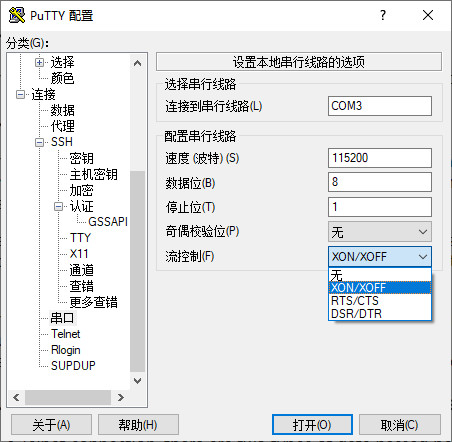 PuTTY 配置
分类(G):
选择
颜色
连接
数据
代理
SSH
密钥
主机密钥
加密
认证
GSSAPI
TTY
X11
通道
查错
更多查错
串口
Telnet
Rlogin
SUPDUP
设置本地串行线路的选项
选择串行线路
连接到串行线路(L) COM3
配置串行线路
速度 (波特) (S) 115200
数据位(B) 8
停止位(T) 1
奇偶校验位(P) 无
流控制(F) XON/XOFF
无
XON/XOFF
RTS/CTS
DSR/DTR
关于(A) 帮助(H) 打开(O) 取消(C)